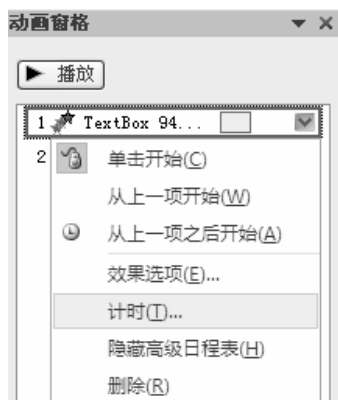 动画窗格
播放
1 TextBox 94...
2 单击开始(C)
从上一项开始(W)
从上一项之后开始(A)
效果选项(E)...
计时(T)...
隐藏高级日程表(H)
删除(R)